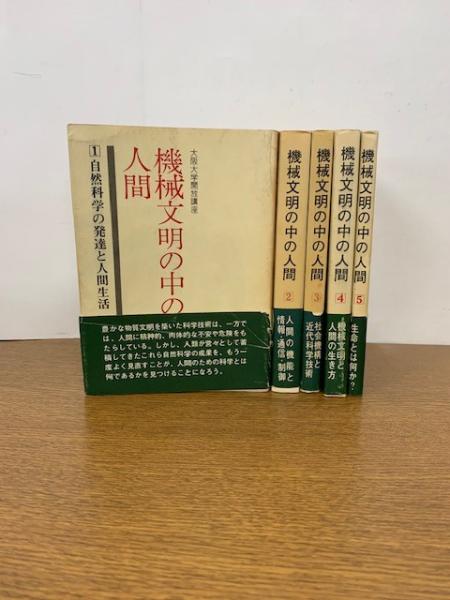 大阪大学開放講座
機械文明の中の
人間
1 自然科学の発達と人間生活
豊かな物質文明を築いた科学技術は、一方で
は、人間に精神的、肉体的な不安や危険をも
たらしている。しかし、人類が営々として蓄
積してきたこれら自然科学の成果を、もう一
度よく見直すことが、人間のための科学とは
何であるかを見つけることになろう。
機械文明の中の人間
2
人間の機能と
情報・通信・制御
機械文明の中の人間
3
社会機構と
近代科学技術
機械文明の中の人間
4
機械文明と
人間の生き方
機械文明の中の人間
5
生命とは何か?